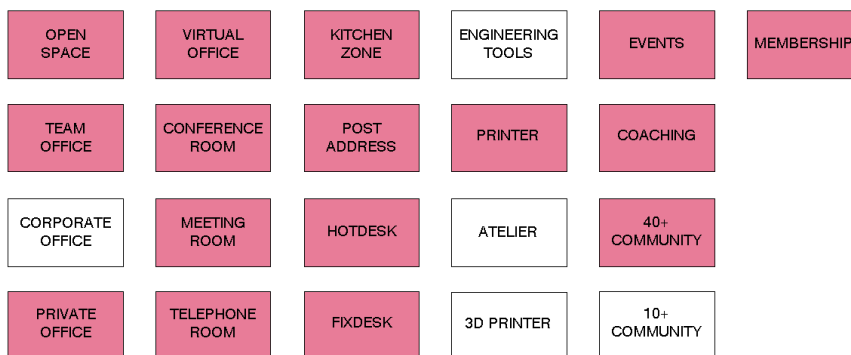 OPEN
SPACE
VIRTUAL
OFFICE
KITCHEN
ZONE
ENGINEERING
TOOLS
EVENTS
MEMBERSHIP
TEAM
OFFICE
CONFERENCE
ROOM
POST
ADDRESS
PRINTER
COACHING
CORPORATE
OFFICE
MEETING
ROOM
HOTDESK
ATELIER
40+
COMMUNITY
PRIVATE
OFFICE
TELEPHONE
ROOM
FIXDESK
3D PRINTER
10+
COMMUNITY